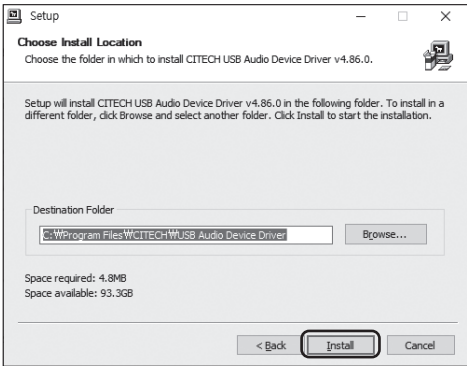 Setup
Choose Install Location
Choose the folder in which to install CITECH USB Audio Device Driver v4.86.0.
Setup will install CITECH USB Audio Device Driver v4.86.0 in the following folder. To install in a
different folder, click Browse and select another folder. Click Install to start the installation.
Destination Folder
C:₩Program Files₩CITECH₩USB Audio Device Driver
Browse...
Space required: 4.8MB
Space available: 93.3GB
< Back
Install
Cancel